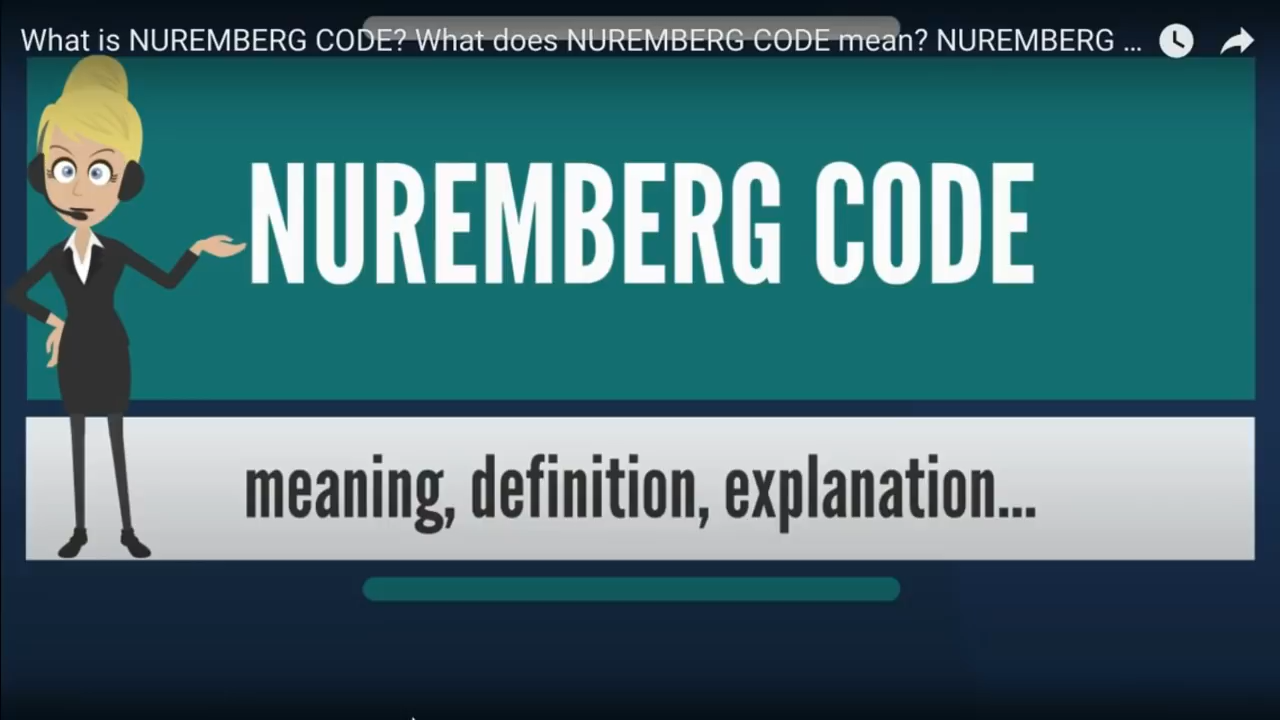 What is NUREMBERG CODE? What does NUREMBERG CODE mean? NUREMBERG ...
NUREMBERG CODE
meaning, definition, explanation...